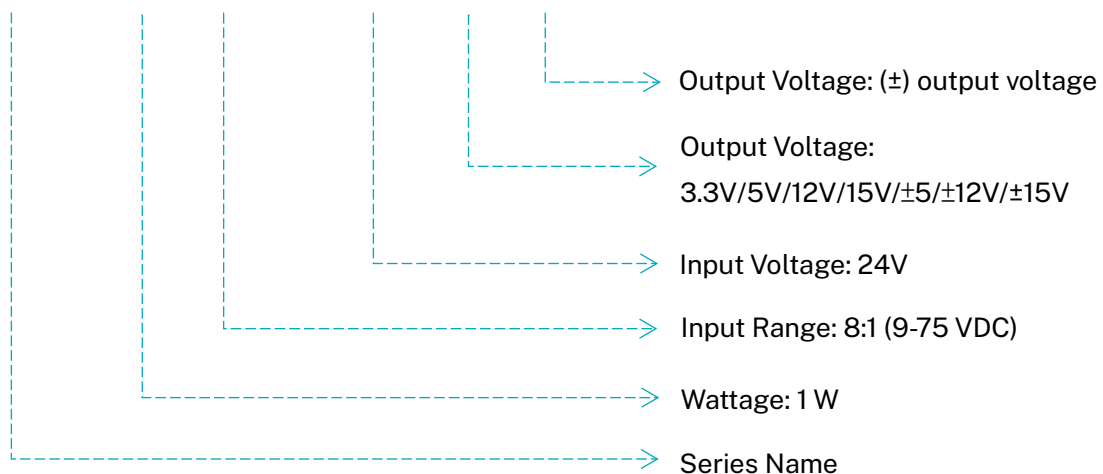 Output Voltage: (±) output voltage
Output Voltage:
3.3V/5V/12V/15V/±5/±12V/±15V
Input Voltage: 24V
Input Range: 8:1 (9-75 VDC)
Wattage: 1 W
Series Name